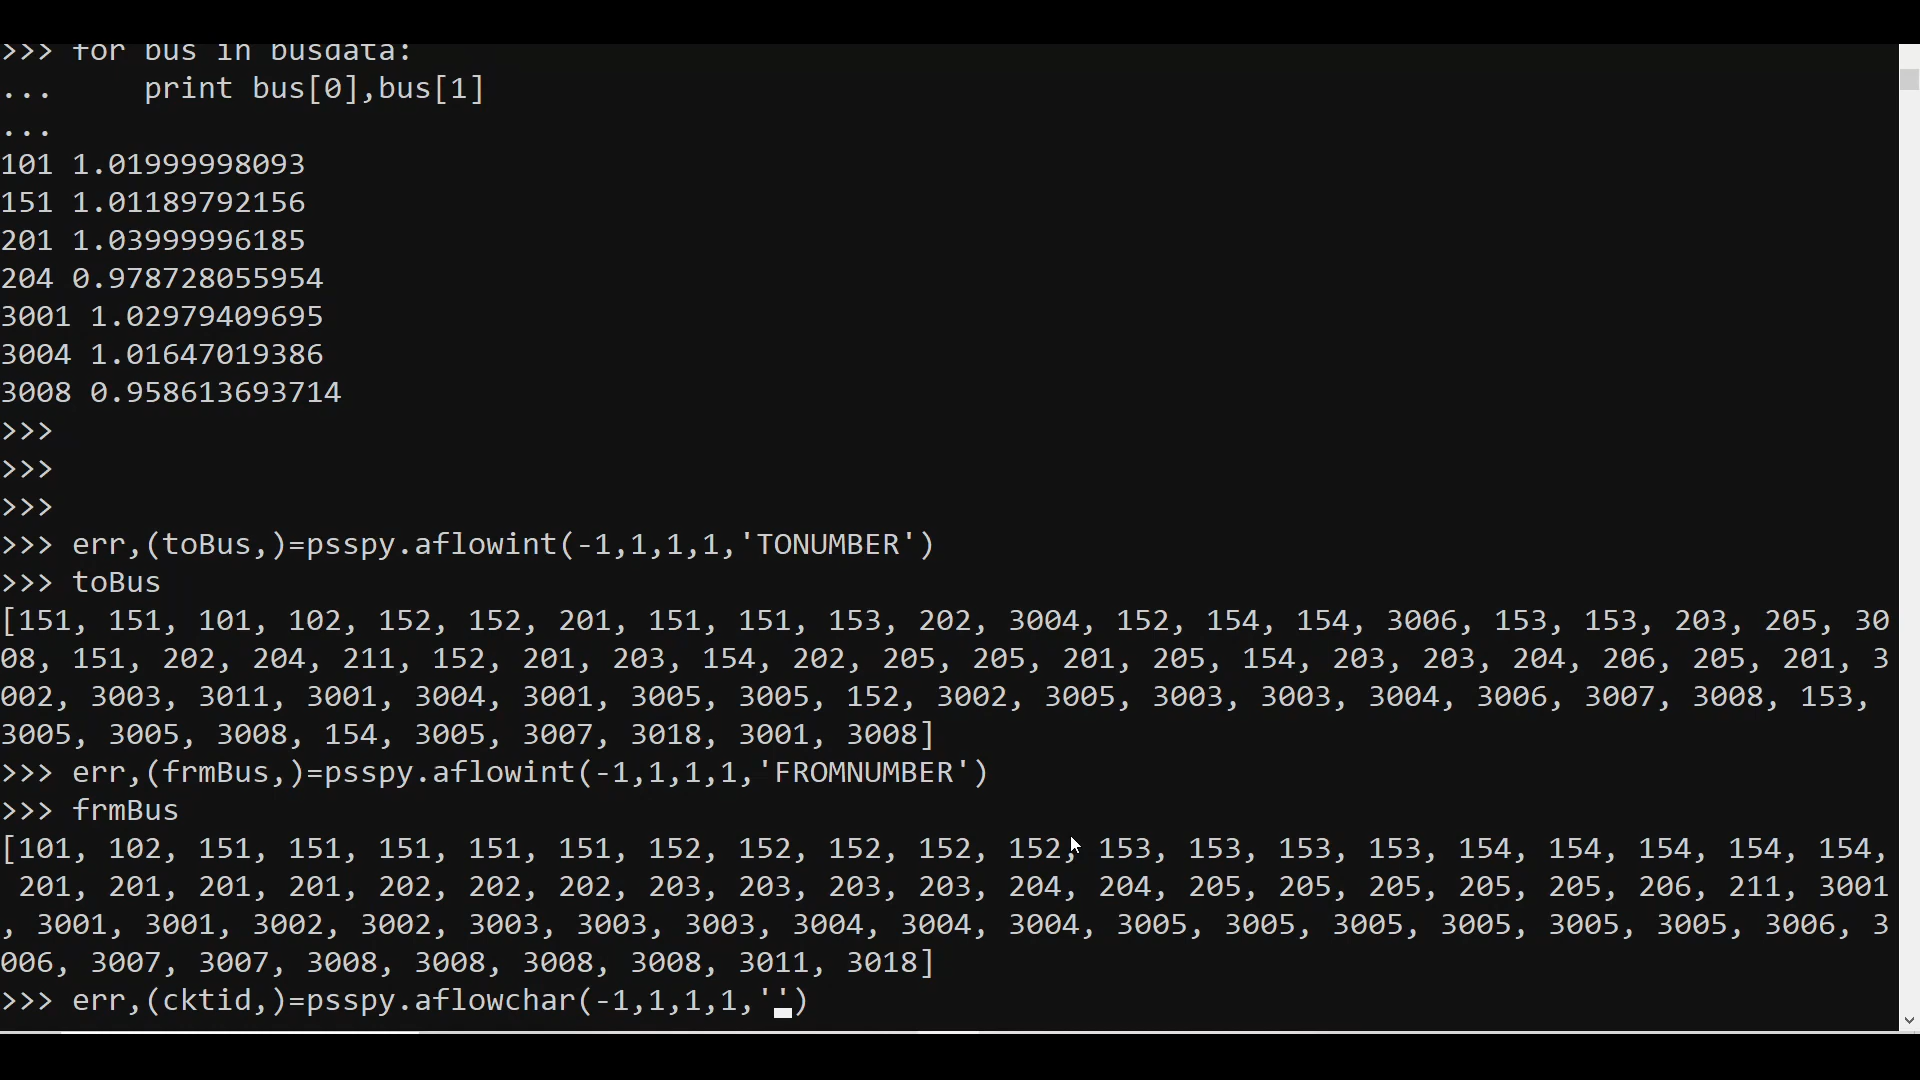 >>> for bus in busdata:
...     print bus[0],bus[1]
...
101 1.01999998093
151 1.01189792156
201 1.03999996185
204 0.978728055954
3001 1.02979409695
3004 1.01647019386
3008 0.958613693714
>>>
>>>
>>>
>>> err,(toBus,)=psspy.aflowint(-1,1,1,1,'TONUMBER')
>>> toBus
[151, 151, 101, 102, 152, 152, 201, 151, 151, 153, 202, 3004, 152, 154, 154, 3006, 153, 153, 203, 205, 30
08, 151, 202, 204, 211, 152, 201, 203, 154, 202, 205, 205, 201, 205, 154, 203, 203, 204, 206, 205, 201, 3
002, 3003, 3011, 3001, 3004, 3001, 3005, 3005, 152, 3002, 3005, 3003, 3003, 3004, 3006, 3007, 3008, 153,
3005, 3005, 3008, 154, 3005, 3007, 3018, 3001, 3008]
>>> err,(frmBus,)=psspy.aflowint(-1,1,1,1,'FROMNUMBER')
>>> frmBus
[101, 102, 151, 151, 151, 151, 151, 152, 152, 152, 152, 152, 153, 153, 153, 153, 154, 154, 154, 154, 154,
 201, 201, 201, 201, 202, 202, 202, 203, 203, 203, 203, 204, 204, 205, 205, 205, 205, 205, 206, 211, 3001
, 3001, 3001, 3002, 3002, 3003, 3003, 3003, 3004, 3004, 3004, 3005, 3005, 3005, 3005, 3005, 3005, 3006, 3
006, 3007, 3007, 3008, 3008, 3008, 3008, 3011, 3018]
>>> err,(cktid,)=psspy.aflowchar(-1,1,1,1,'')